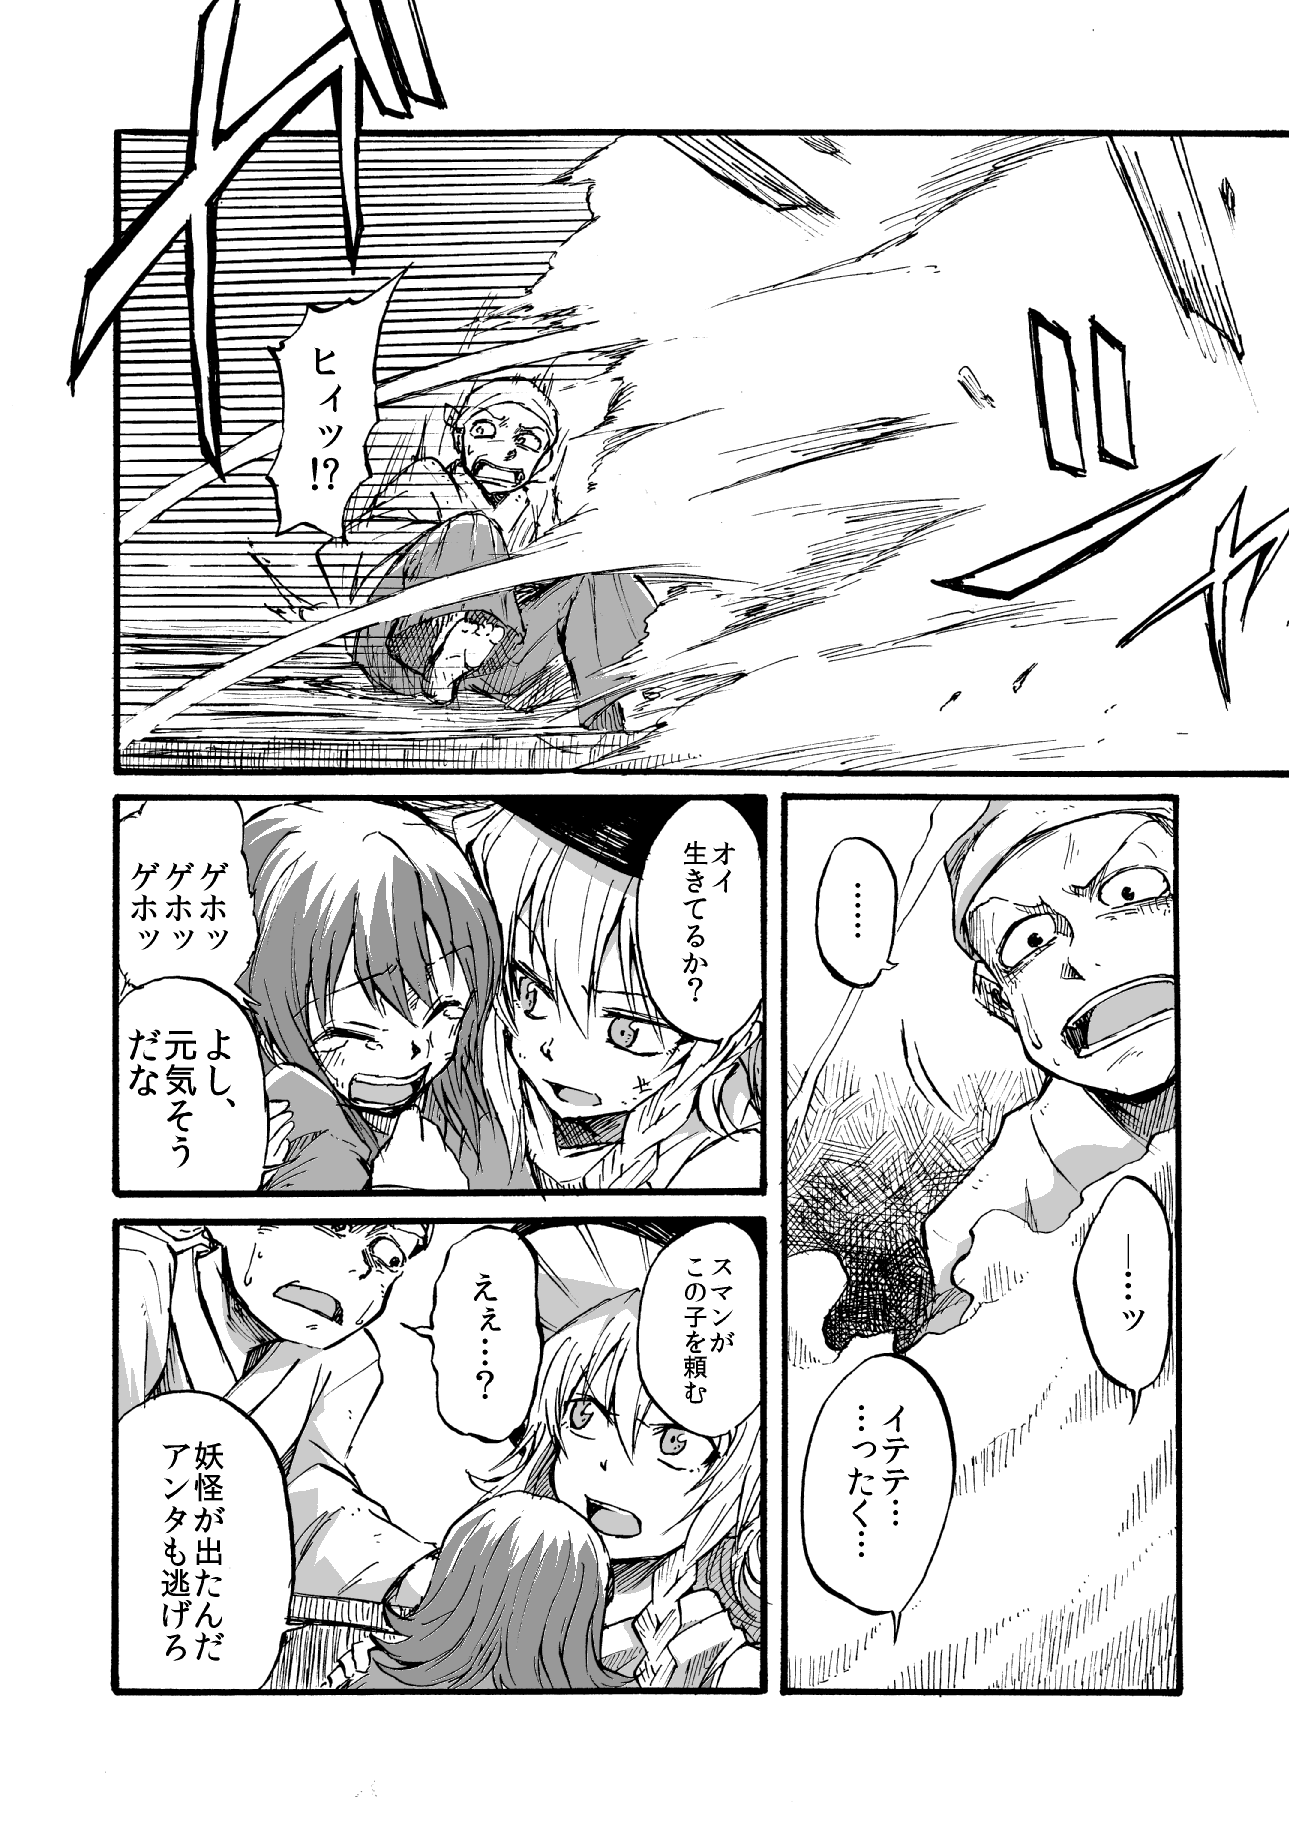 ヒィッ!?
……
―…ッ
イテテ…
…ったく…
オイ
生きてるか?
ゲホッ
ゲホッ
ゲホッ
よし、
元気そう
だな
スマンが
この子を頼む
えぇ…?
妖怪が出たんだ
アンタも逃げろ